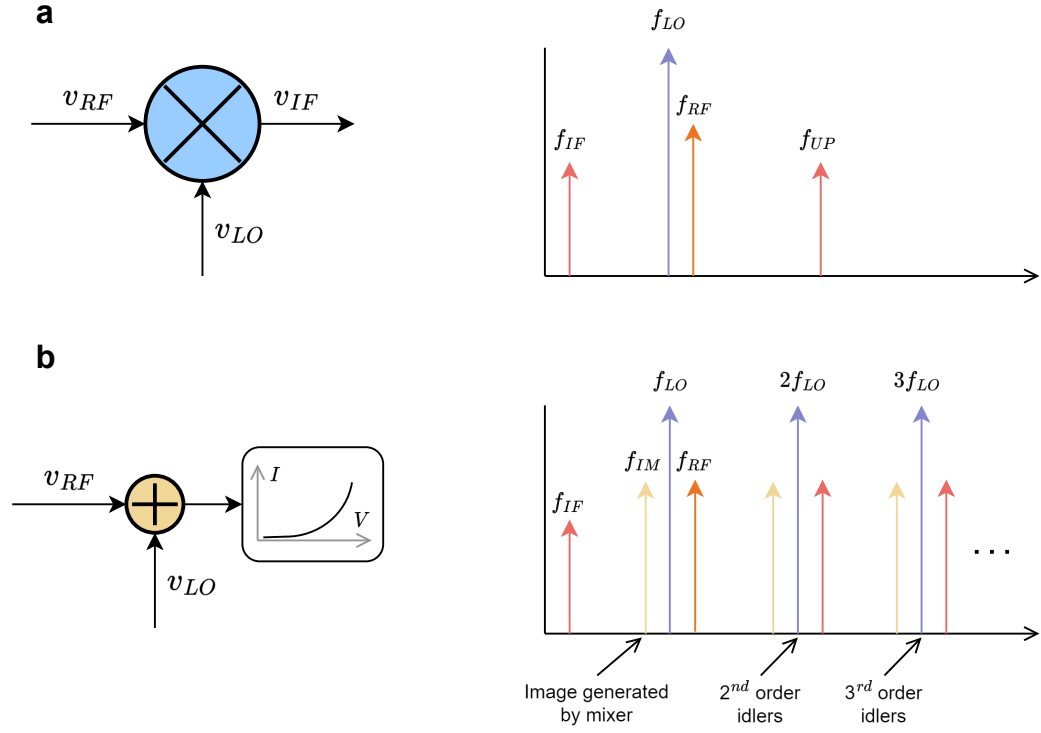 a
v_RF
v_IF
v_LO
f_LO
f_RF
f_IF
f_UP
b
v_RF
v_LO
I
V
f_LO
2f_LO
3f_LO
f_IM
f_RF
f_IF
...
Image generated
by mixer
2^nd order
idlers
3^rd order
idlers